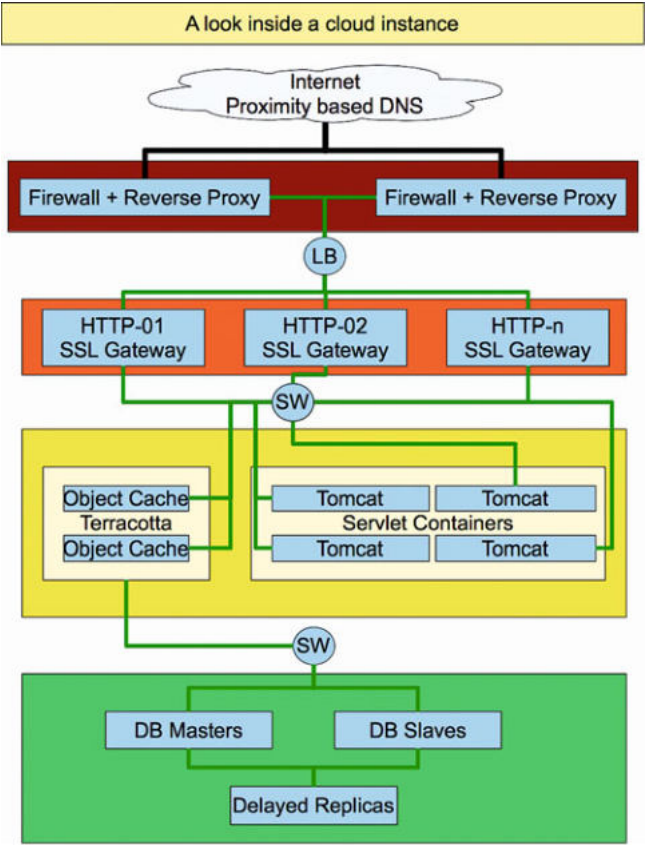 A look inside a cloud instance
Internet
Proximity based DNS
Firewall + Reverse Proxy
Firewall + Reverse Proxy
LB
HTTP-01
SSL Gateway
HTTP-02
SSL Gateway
HTTP-n
SSL Gateway
SW
Object Cache
Terracotta
Object Cache
Tomcat
Tomcat
Servlet Containers
Tomcat
Tomcat
SW
DB Masters
DB Slaves
Delayed Replicas